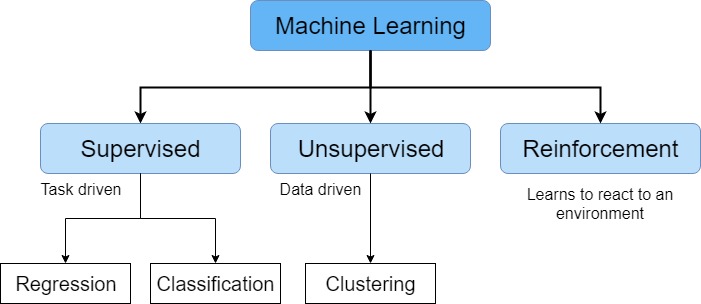 Machine Learning
Supervised
Unsupervised
Reinforcement
Task driven
Data driven
Learns to react to an
environment
Regression
Classification
Clustering